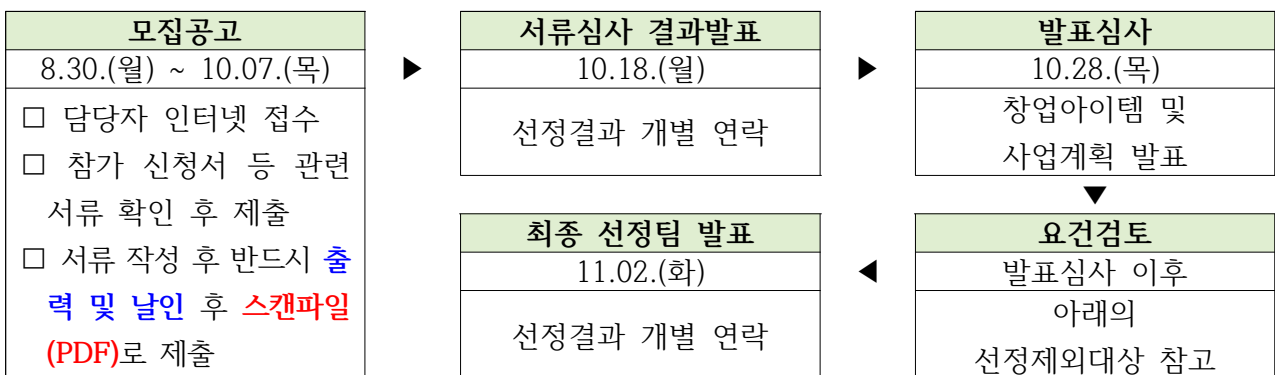 모집공고
8.30.(월) ~ 10.07.(목)
□ 담당자 인터넷 접수
□ 참가 신청서 등 관련
서류 확인 후 제출
□ 서류 작성 후 반드시 출
력 및 날인 후 스캔파일
(PDF)로 제출
▶
서류심사 결과발표
10.18.(월)
선정결과 개별 연락
▶
발표심사
10.28.(목)
창업아이템 및
사업계획 발표
▼
요건검토
발표심사 이후
아래의
선정제외대상 참고
◀
최종 선정팀 발표
11.02.(화)
선정결과 개별 연락